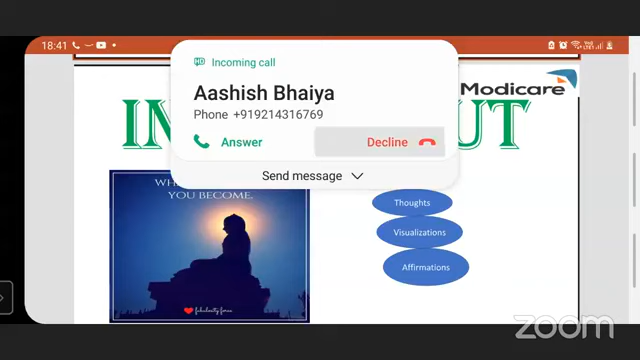 18:41
Incoming call
Aashish Bhaiya
Phone +919214316769
Answer
Decline
Send message
Modicare
IN
UT
YOU BECOME.
Thoughts
Visualizations
Affirmations
zoom